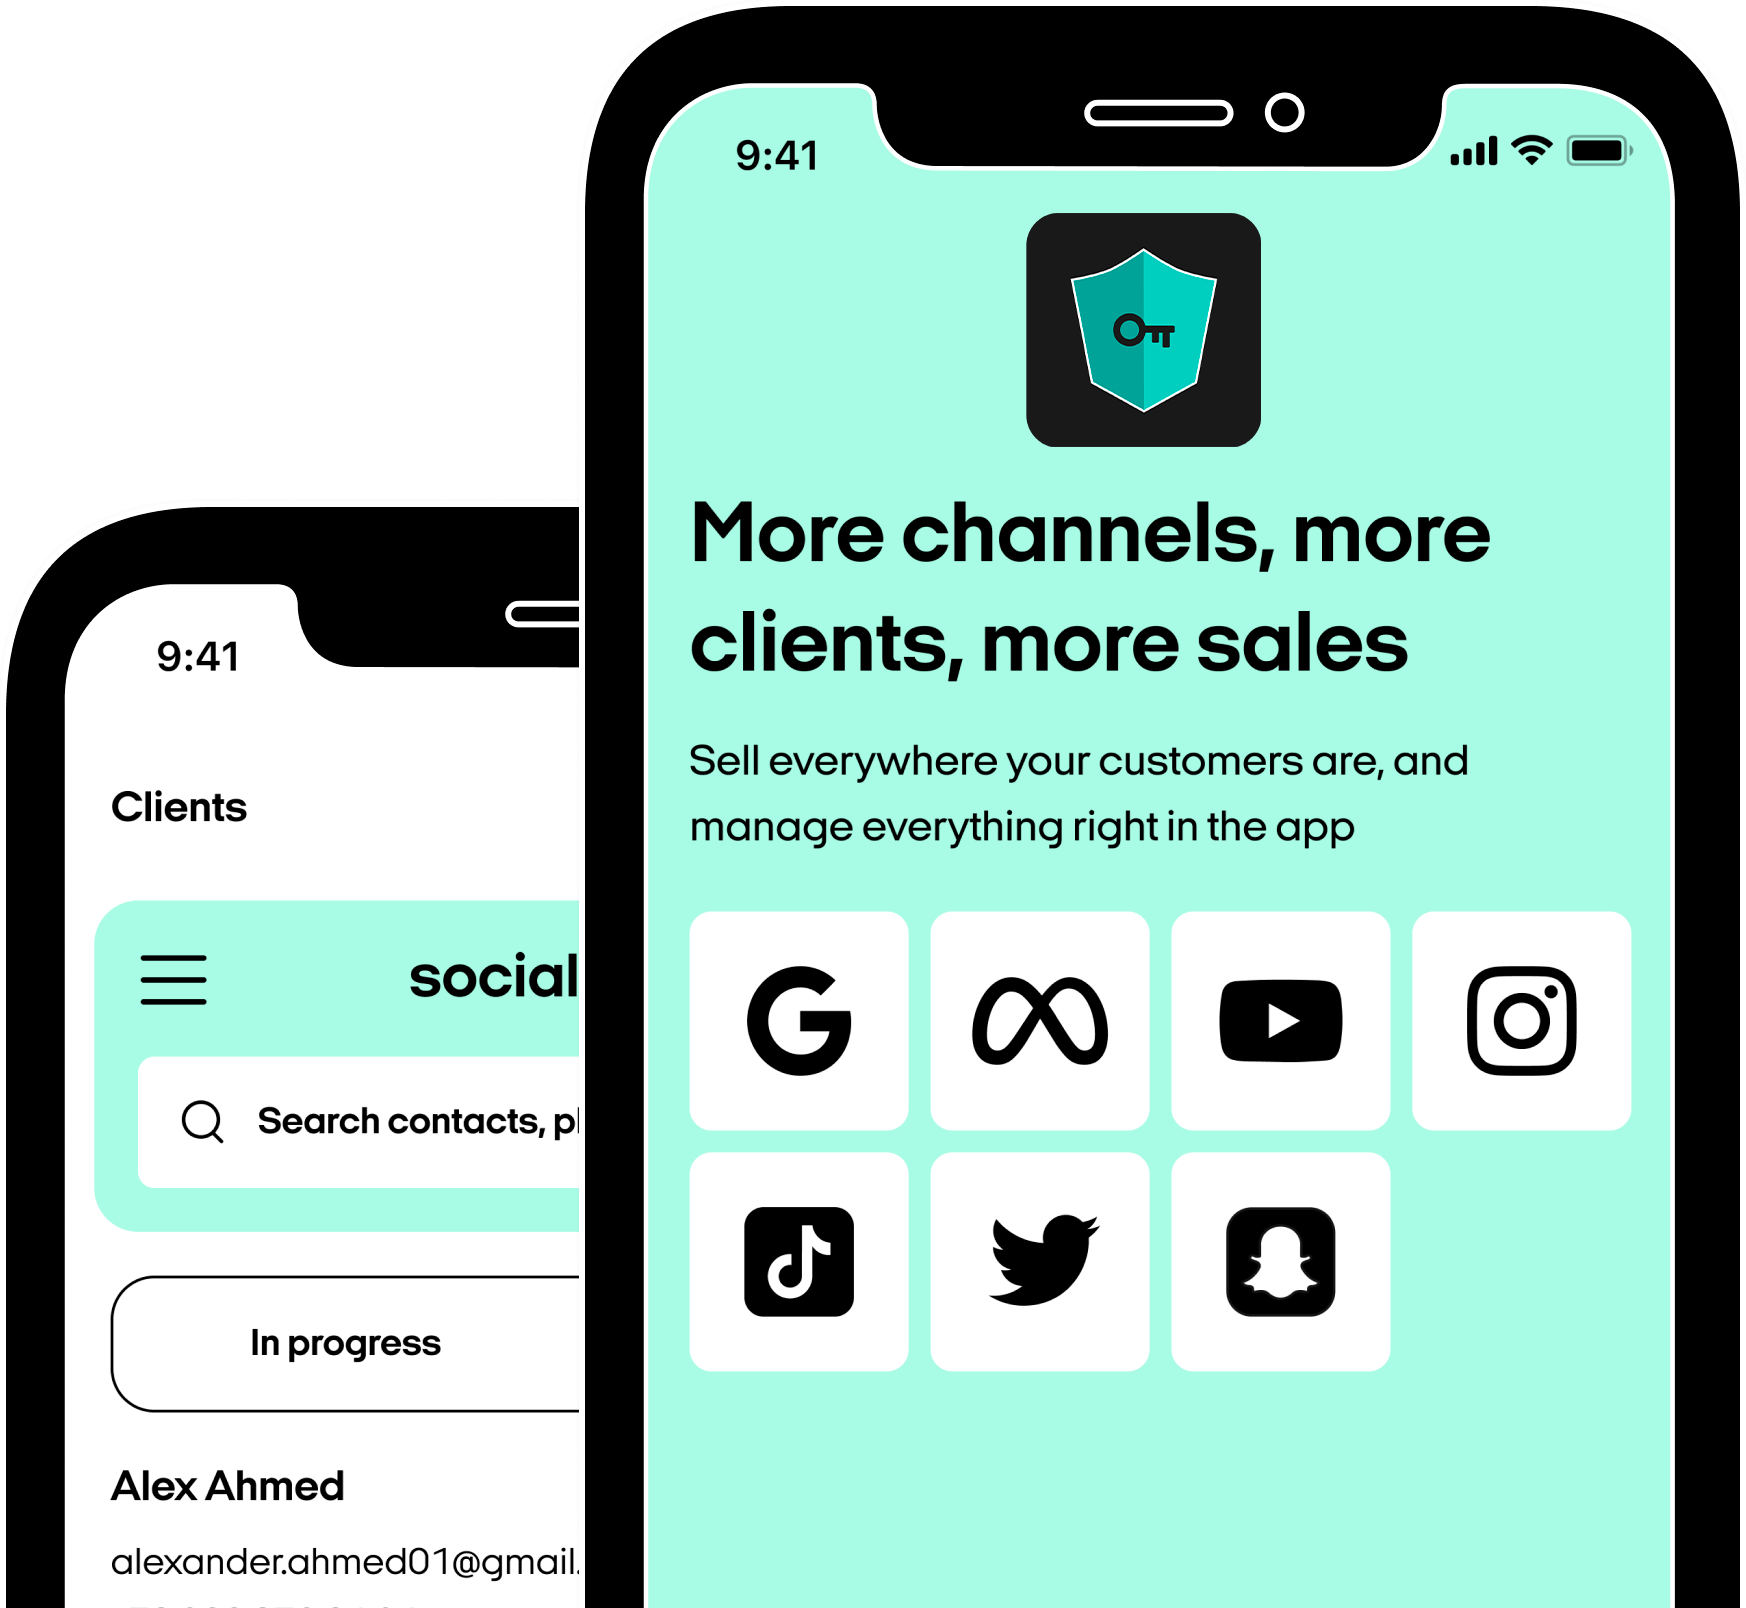 9:41
More channels, more
clients, more sales
Sell everywhere your customers are, and
manage everything right in the app
9:41
Clients
social
Search contacts,
In progress
Alex Ahmed
alexander.ahmed01@gmail.